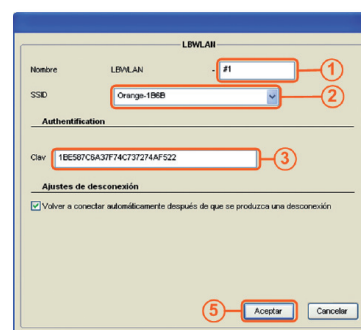 LBWLAN
Nombre LBWLAN - #1 1
SSID Orange-1B6B 2
Authentification
Clav 1BE587C6A37F74C737274AF522 3
Ajustes de desconexión
Volver a conectar automáticamente después de que se produzca una desconexión
5 Aceptar Cancelar